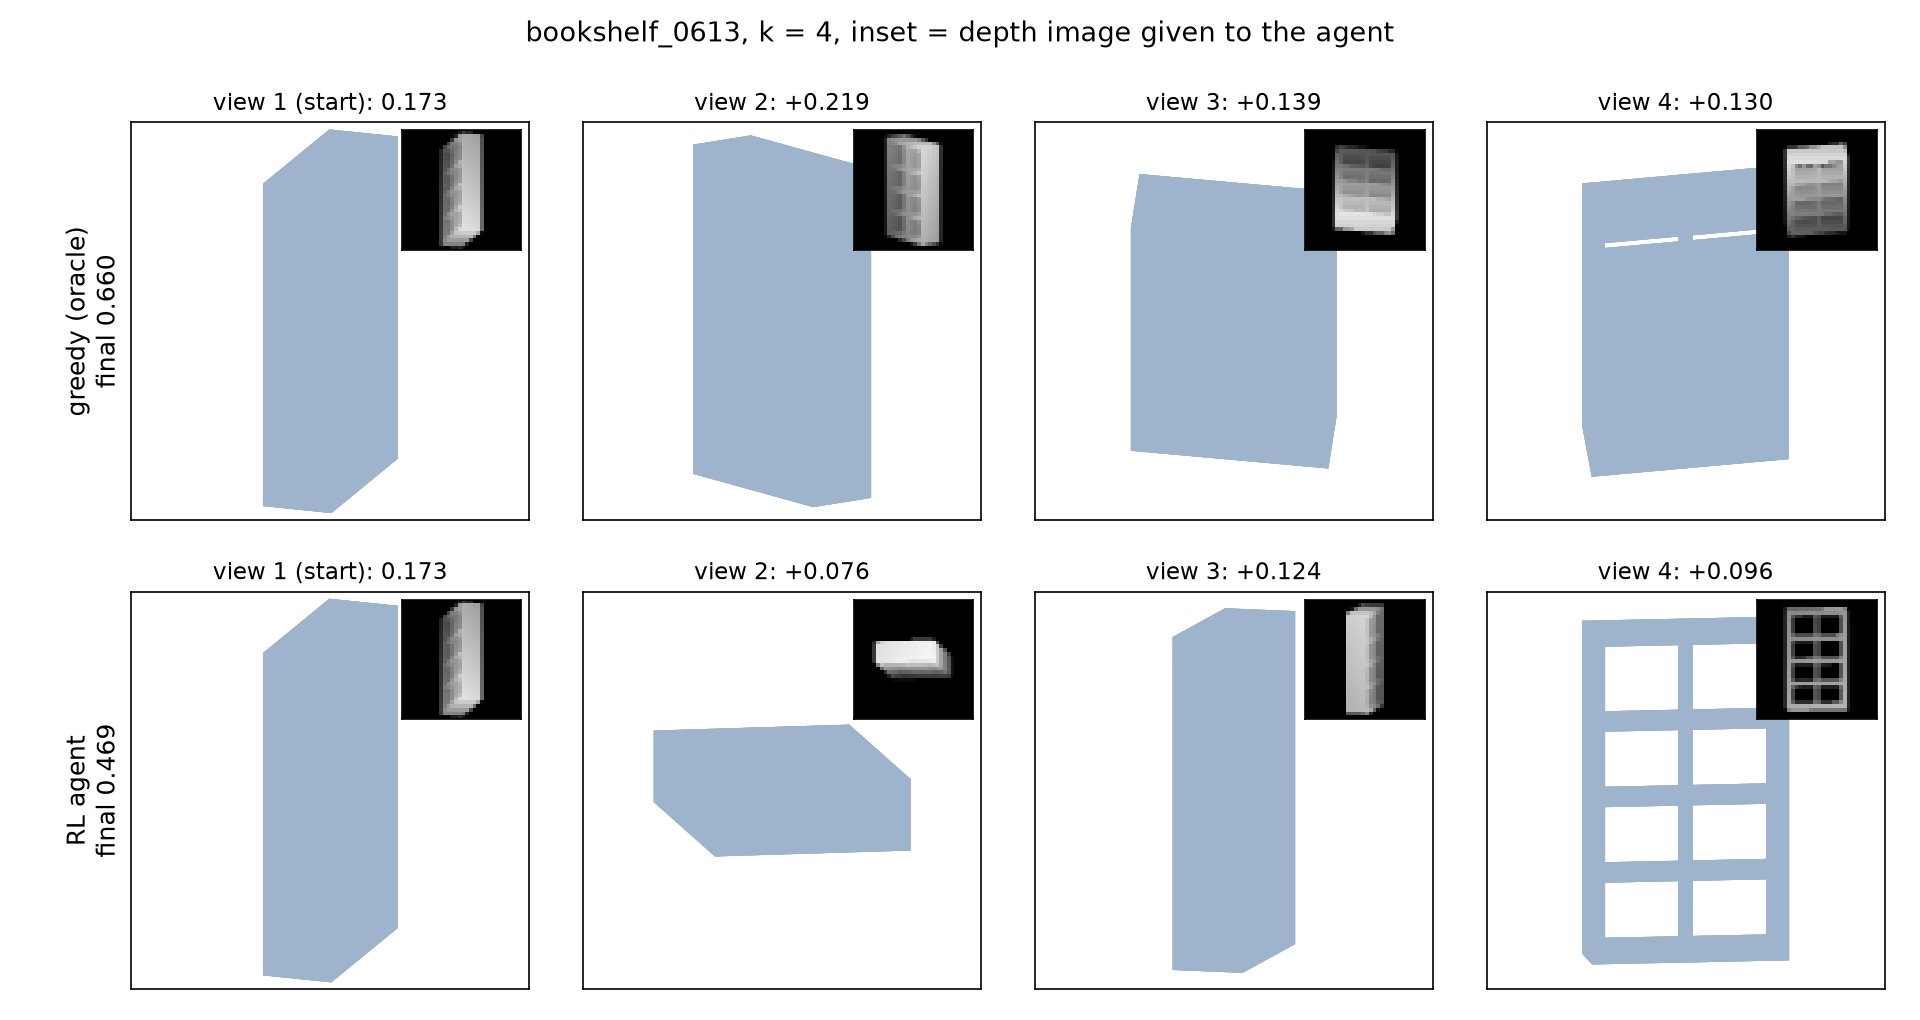 bookshelf_0613, k = 4, inset = depth image given to the agent
greedy (oracle)
final 0.660
view 1 (start): 0.173
view 2: +0.219
view 3: +0.139
view 4: +0.130
RL agent
final 0.469
view 1 (start): 0.173
view 2: +0.076
view 3: +0.124
view 4: +0.096